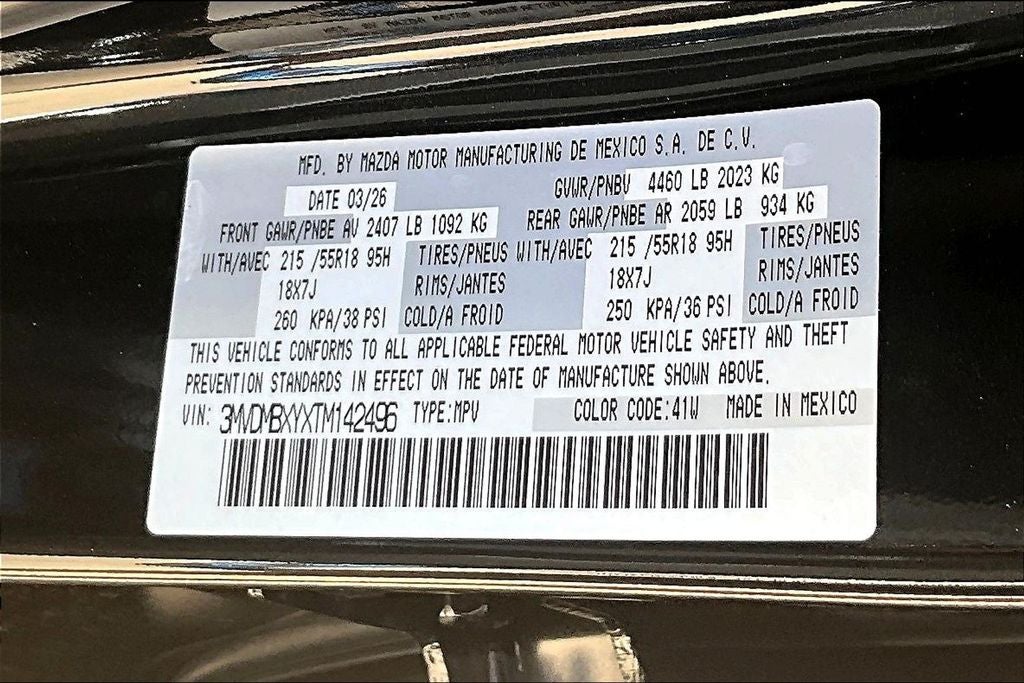 MFD. BY MAZDA MOTOR MANUFACTURING DE MEXICO S.A. DE C.V.
DATE 03/26 GVWR/PNBV 4460 LB 2023 KG
FRONT GAWR/PNBE AV 2407 LB 1092 KG REAR GAWR/PNBE AR 2059 LB 934 KG
WITH/AVEC 215 /55R18 95H TIRES/PNEUS WITH/AVEC 215 /55R18 95H TIRES/PNEUS
18X7J RIMS/JANTES 18X7J RIMS/JANTES
260 KPA/38 PSI COLD/A FROID 250 KPA/36 PSI COLD/A FROID
THIS VEHICLE CONFORMS TO ALL APPLICABLE FEDERAL MOTOR VEHICLE SAFETY AND THEFT
PREVENTION STANDARDS IN EFFECT ON THE DATE OF MANUFACTURE SHOWN ABOVE.
VIN: 3MVDMBXYXTM142496 TYPE:MPV COLOR CODE:41W MADE IN MEXICO